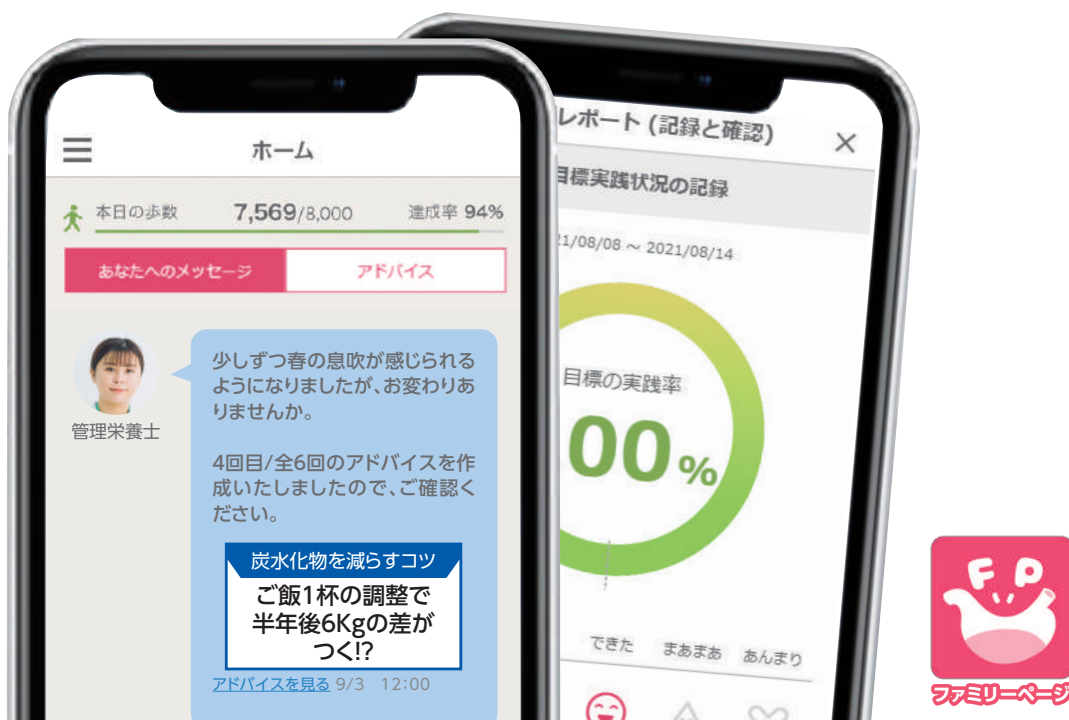 ホーム
本日の歩数 7,569/8,000 達成率 94%
あなたへのメッセージ アドバイス
管理栄養士
少しずつ春の息吹が感じられる
ようになりましたが、お変わりあ
りませんか。
4回目/全6回のアドバイスを作
成いたしましたので、ご確認く
ださい。
炭水化物を減らすコツ
ご飯1杯の調整で
半年後6Kgの差が
つく!?
アドバイスを見る 9/3 12:00
レポート (記録と確認)
目標実践状況の記録
1/08/08 ～ 2021/08/14
目標の実践率
00%
できた まあまあ あんまり
FP
ファミリーページ